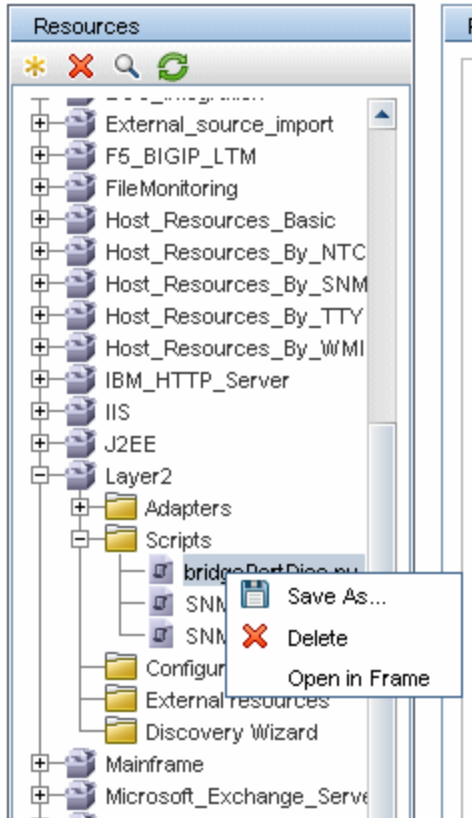 Resources
External_source_import
F5_BIGIP_LTM
FileMonitoring
Host_Resources_Basic
Host_Resources_By_NTC
Host_Resources_By_SNM
Host_Resources_By_TTY
Host_Resources_By_WMI
IBM_HTTP_Server
IIS
J2EE
Layer2
Adapters
Scripts
bridgePortDisc.py
SNM
Save As...
SNM
Delete
Configur
Open in Frame
External resources
Discovery Wizard
Mainframe
Microsoft_Exchange_Serve